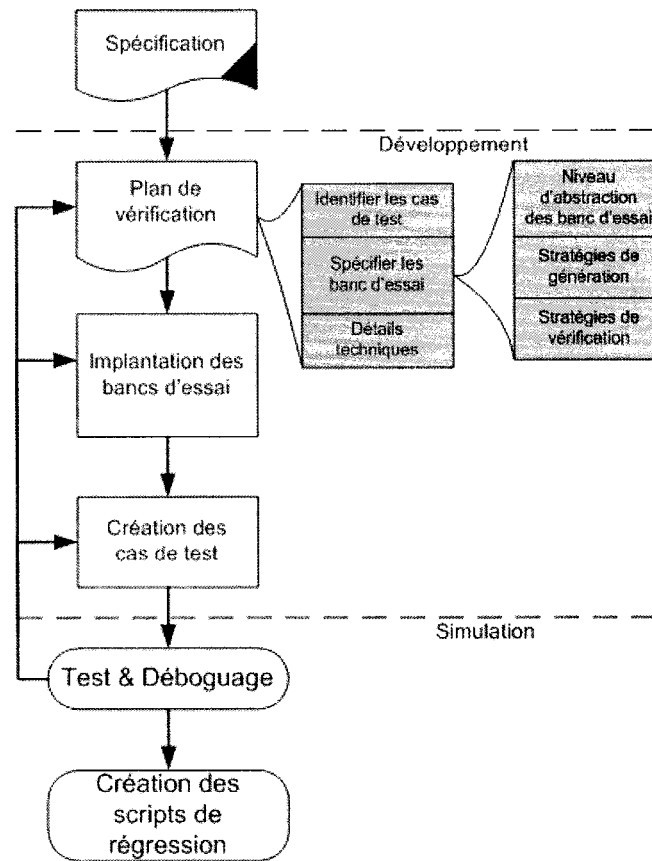 Spécification
Développement
Plan de
vérification
Identifier les cas
de test
Spécifier les
banc d'essai
Détails
techniques
Niveau
d'abstraction
des banc d'essai
Stratégies de
génération
Stratégies de
vérification
Implantation des
bancs d'essai
Création des
cas de test
Simulation
Test & Déboguage
Création des
scripts de
régression